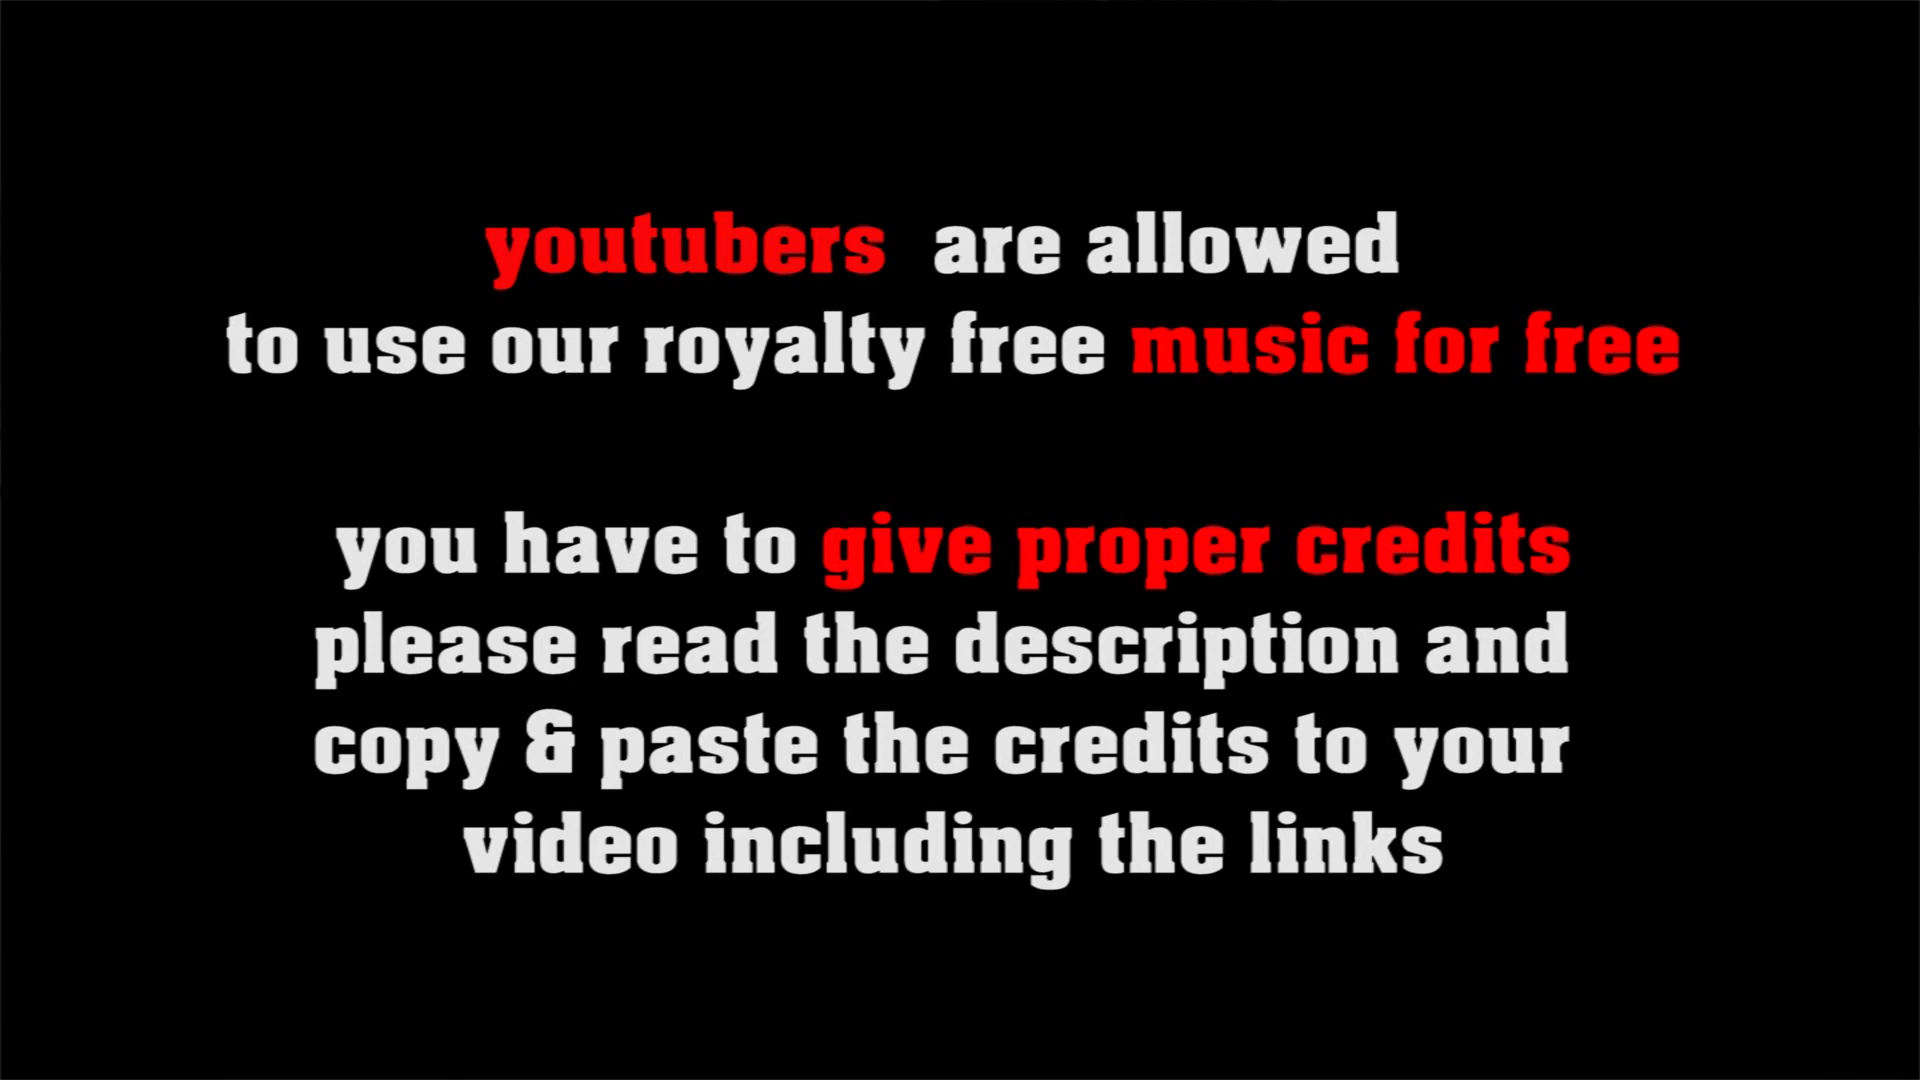 youtubers are allowed
to use our royalty free music for free
you have to give proper credits
please read the description and
copy & paste the credits to your
video including the links